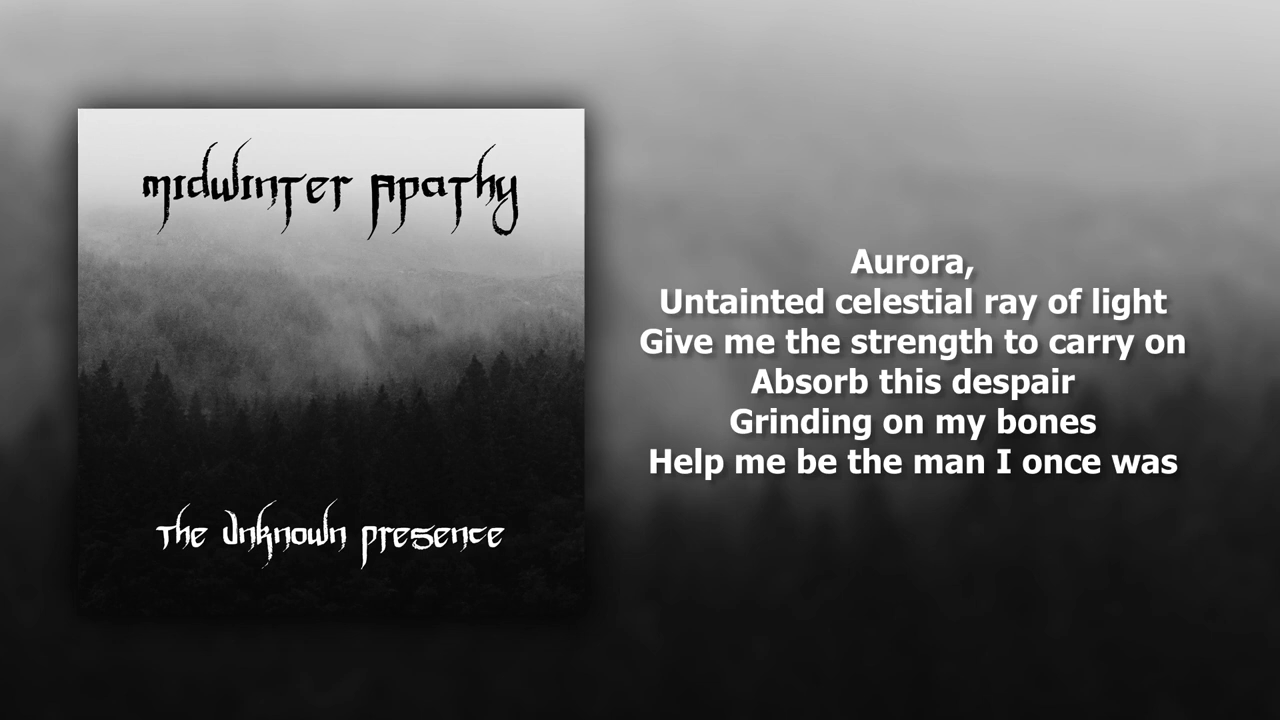 Midwinter Apathy
The Unknown Presence
Aurora,
Untainted celestial ray of light
Give me the strength to carry on
Absorb this despair
Grinding on my bones
Help me be the man I once was